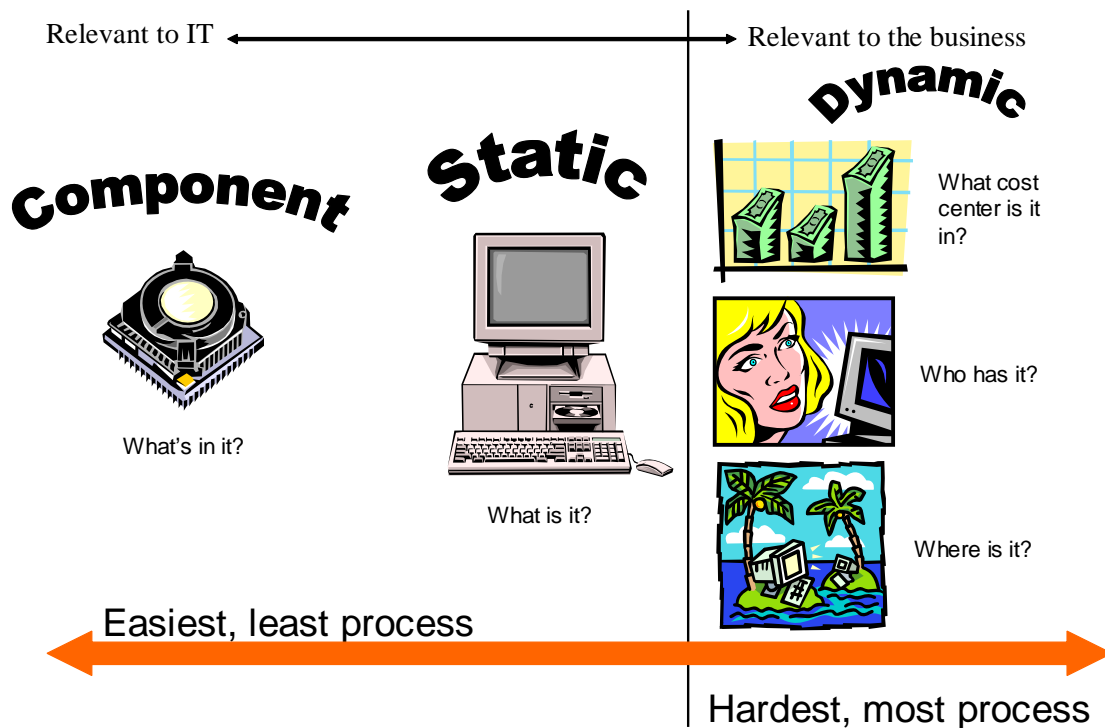 Relevant to IT
Relevant to the business
Component
Static
Dynamic
What's in it?
What is it?
What cost
center is it
in?
Who has it?
Where is it?
Easiest, least process
Hardest, most process